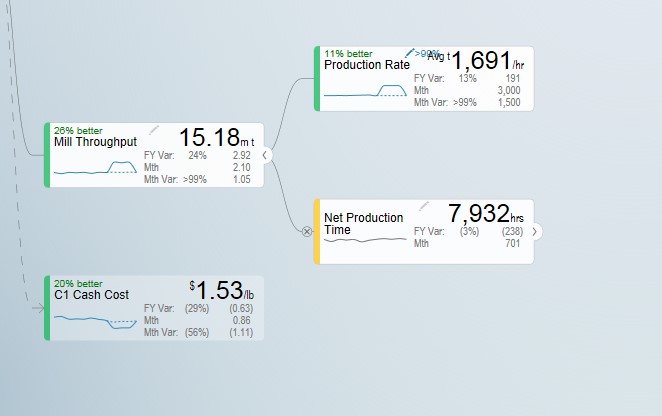 11% better
>99%
Avg t 1,691/hr
Production Rate
FY Var: 13% 191
Mth 3,000
Mth Var: >99% 1,500
26% better
Mill Throughput
15.18m t
FY Var: 24% 2.92
Mth 2.10
Mth Var: >99% 1.05
Net Production
Time
7,932hrs
FY Var: (3%) (238)
Mth 701
20% better
C1 Cash Cost
$1.53/lb
FY Var: (29%) (0.63)
Mth 0.86
Mth Var: (56%) (1.11)